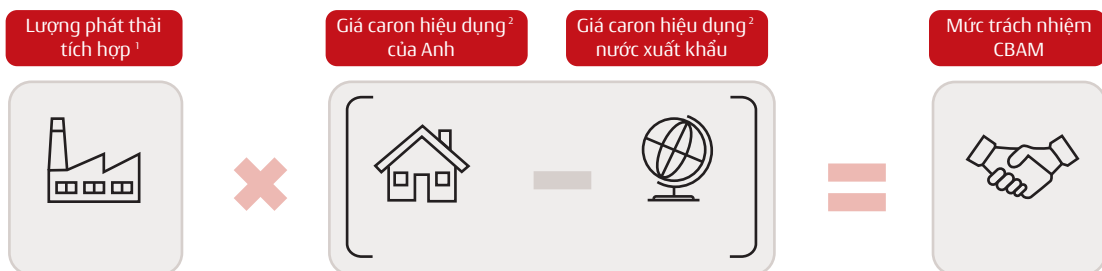 Lượng phát thải
tích hợp ¹
Giá caron hiệu dụng ²
của Anh
Giá caron hiệu dụng ²
nước xuất khẩu
Mức trách nhiệm
CBAM